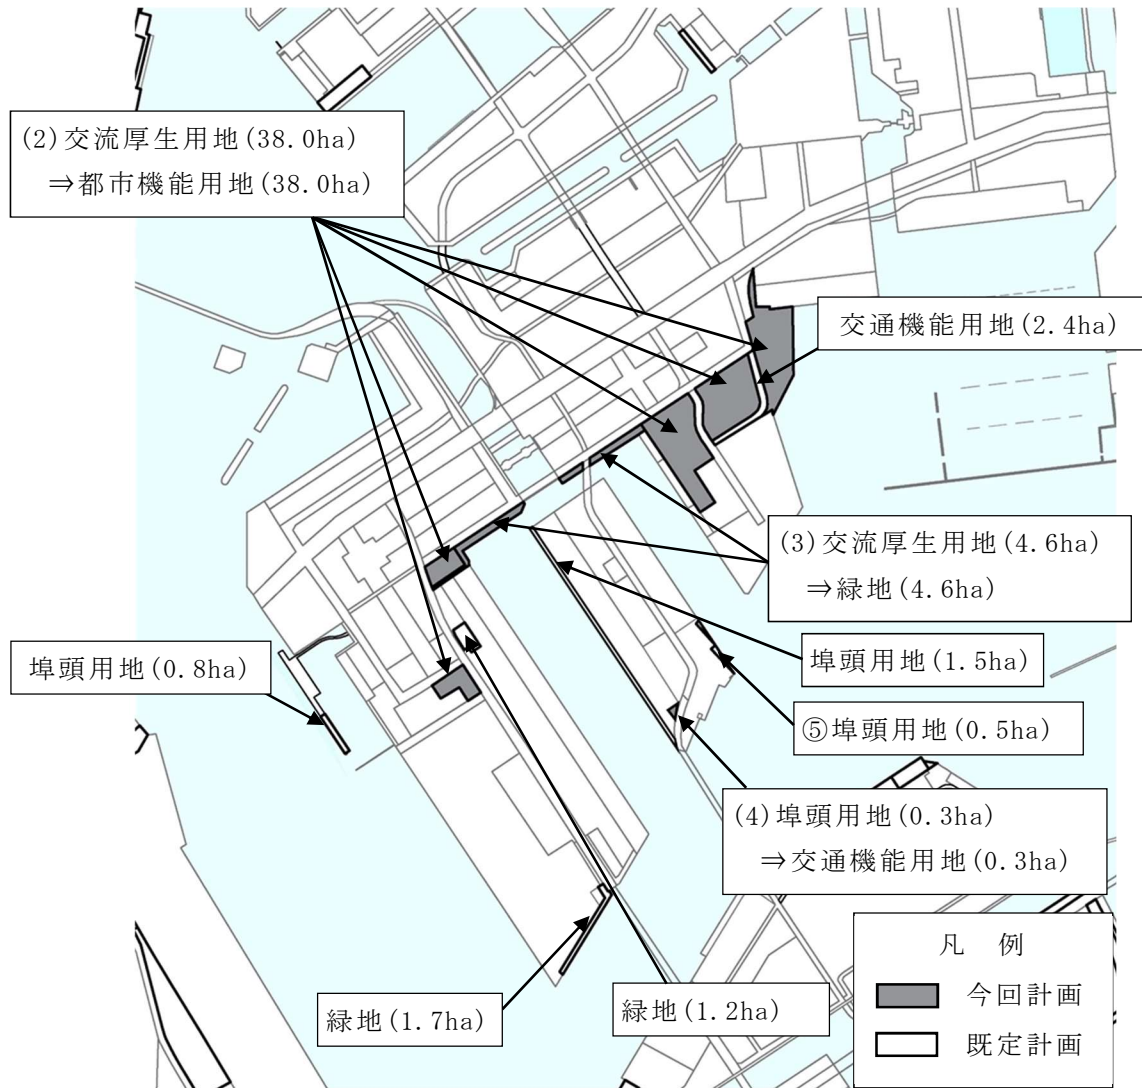 (2)交流厚生用地(38.0ha)
⇒都市機能用地(38.0ha)
交通機能用地(2.4ha)
(3)交流厚生用地(4.6ha)
⇒緑地(4.6ha)
埠頭用地(0.8ha)
埠頭用地(1.5ha)
⑤埠頭用地(0.5ha)
(4)埠頭用地(0.3ha)
⇒交通機能用地(0.3ha)
緑地(1.7ha)
緑地(1.2ha)
凡 例
今回計画
既定計画